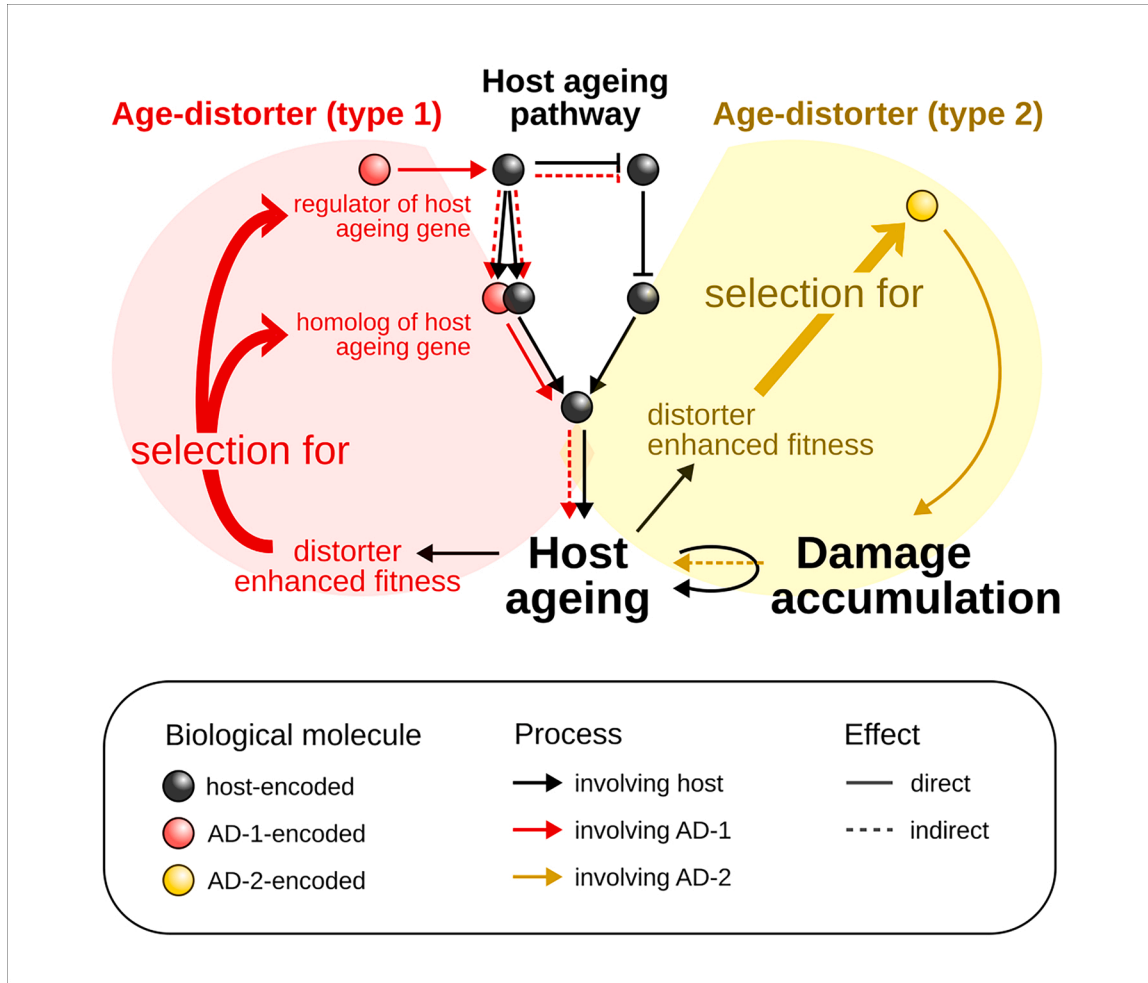 Host ageing
pathway
Age-distorter (type 1)
Age-distorter (type 2)
regulator of host
ageing gene
homolog of host
ageing gene
selection for
selection for
distorter
enhanced fitness
distorter
enhanced fitness
Host
ageing
Damage
accumulation
Biological molecule
host-encoded
AD-1-encoded
AD-2-encoded
Process
involving host
involving AD-1
involving AD-2
Effect
direct
indirect